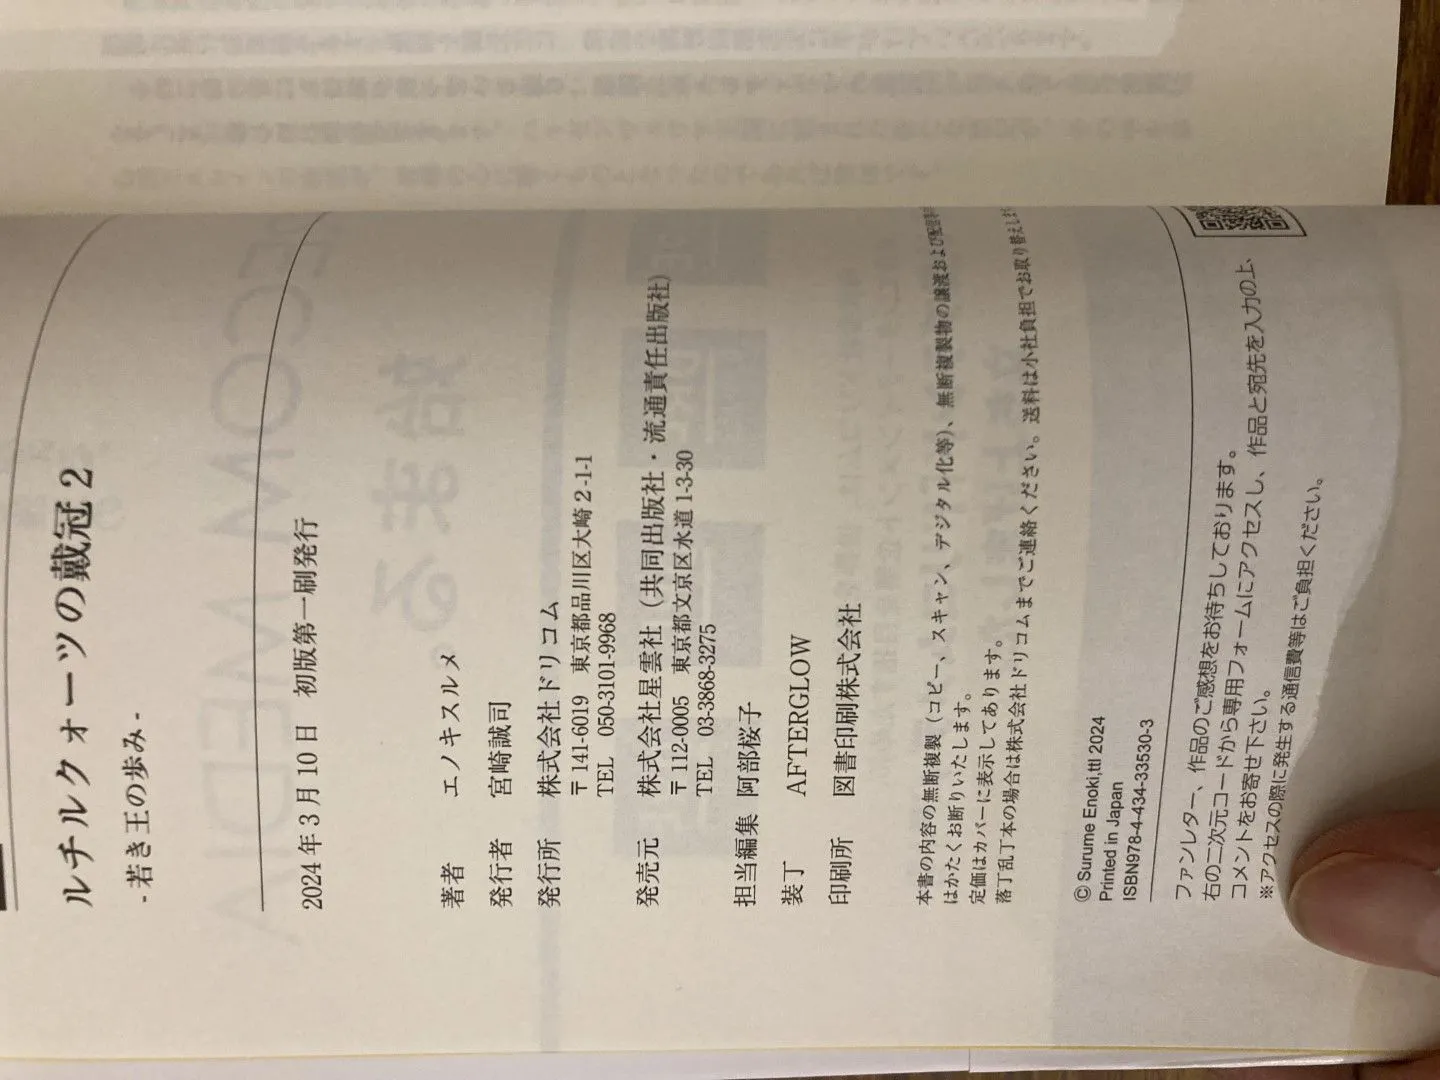 ルチルクォーツの戴冠 2
-若き王の歩み-
2024年3月10日 初版第一刷発行
著者 エノキスルメ
発行者 宮崎誠司
発行所 株式会社ドリコム
〒141-6019 東京都品川区大崎2-1-1
TEL 050-3101-9968
発売元 株式会社星雲社（共同出版社・流通責任出版社）
〒112-0005 東京都文京区水道1-3-30
TEL 03-3868-3275
担当編集 阿部桜子
装丁 AFTERGLOW
印刷所 図書印刷株式会社
本書の内容の無断複製（コピー、スキャン、デジタル化等）、無断複製物の譲渡および配信等
はかたくお断りいたします。
定価はカバーに表示してあります。
落丁乱丁本の場合は株式会社ドリコムまでご連絡ください。送料は小社負担でお取り替えしま
© Surume Enoki,ttl 2024
Printed in Japan
ISBN978-4-434-33530-3
ファンレター、作品のご感想をお待ちしております。
右の二次元コードから専用フォームにアクセスし、作品と宛先を入力の上、
コメントをお寄せ下さい。
※アクセスの際に発生する通信費等はご負担ください。